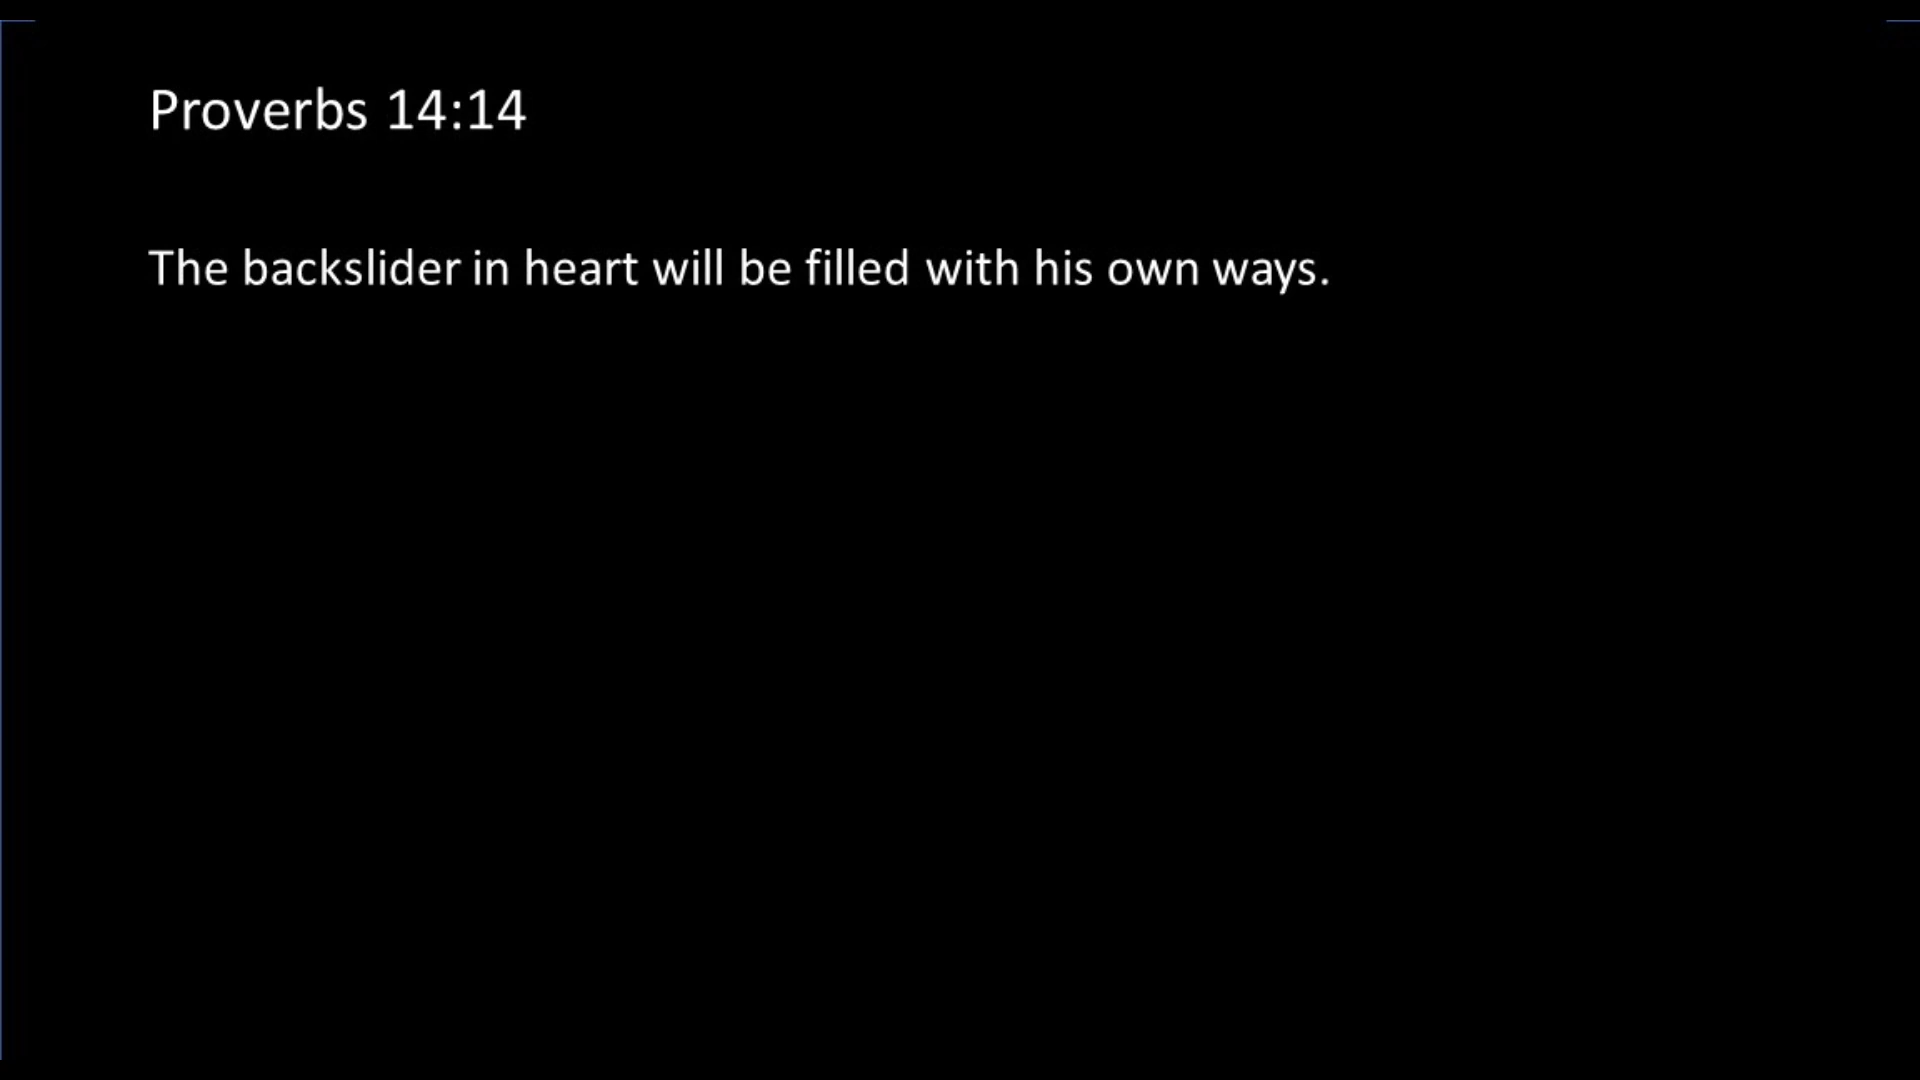 Proverbs 14:14
The backslider in heart will be filled with his own ways.